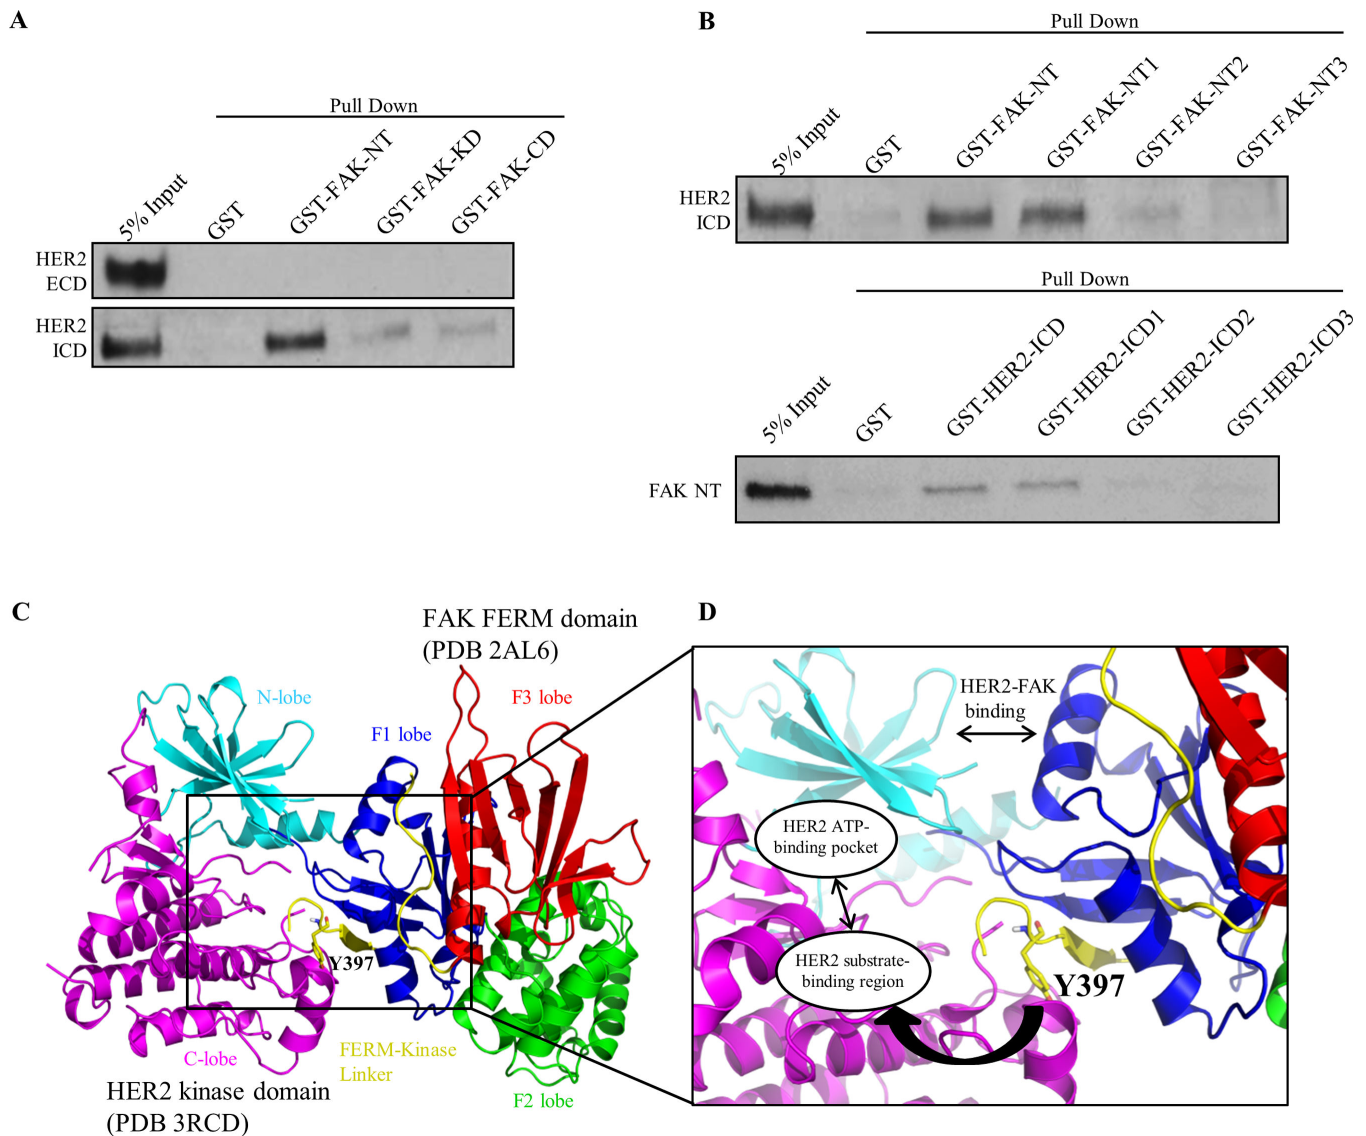 A
Pull Down
5% Input
GST
GST-FAK-NT
GST-FAK-KD
GST-FAK-CD
HER2
ECD
HER2
ICD
B
Pull Down
5% Input
GST
GST-FAK-NT
GST-FAK-NT1
GST-FAK-NT2
GST-FAK-NT3
HER2
ICD
Pull Down
5% Input
GST
GST-HER2-ICD
GST-HER2-ICD1
GST-HER2-ICD2
GST-HER2-ICD3
FAK NT
C
FAK FERM domain
(PDB 2AL6)
N-lobe
F3 lobe
F1 lobe
Y397
C-lobe
FERM-Kinase
Linker
F2 lobe
HER2 kinase domain
(PDB 3RCD)
D
HER2-FAK
binding
HER2 ATP-
binding pocket
HER2 substrate-
binding region
Y397